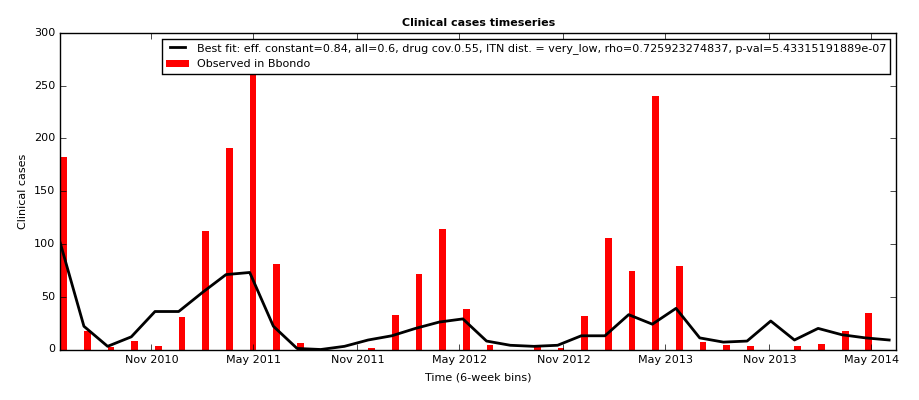 Clinical cases timeseries
Best fit: eff. constant=0.84, all=0.6, drug cov.0.55, ITN dist. = very_low, rho=0.725923274837, p-val=5.43315191889e-07
Observed in Bbondo
300
250
200
150
100
50
0
Clinical cases
Nov 2010 May 2011 Nov 2011 May 2012 Nov 2012 May 2013 Nov 2013 May 2014
Time (6-week bins)